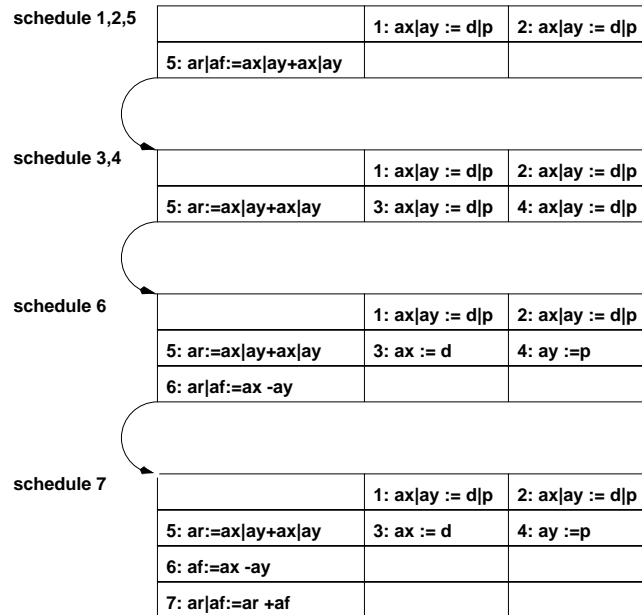 schedule 1,2,5
1: ax|ay := d|p 2: ax|ay := d|p
5: ar|af:=ax|ay+ax|ay
schedule 3,4
1: ax|ay := d|p 2: ax|ay := d|p
5: ar:=ax|ay+ax|ay 3: ax|ay := d|p 4: ax|ay := d|p
schedule 6
1: ax|ay := d|p 2: ax|ay := d|p
5: ar:=ax|ay+ax|ay 3: ax := d 4: ay :=p
6: ar|af:=ax -ay
schedule 7
1: ax|ay := d|p 2: ax|ay := d|p
5: ar:=ax|ay+ax|ay 3: ax := d 4: ay :=p
6: af:=ax -ay
7: ar|af:=ar +af